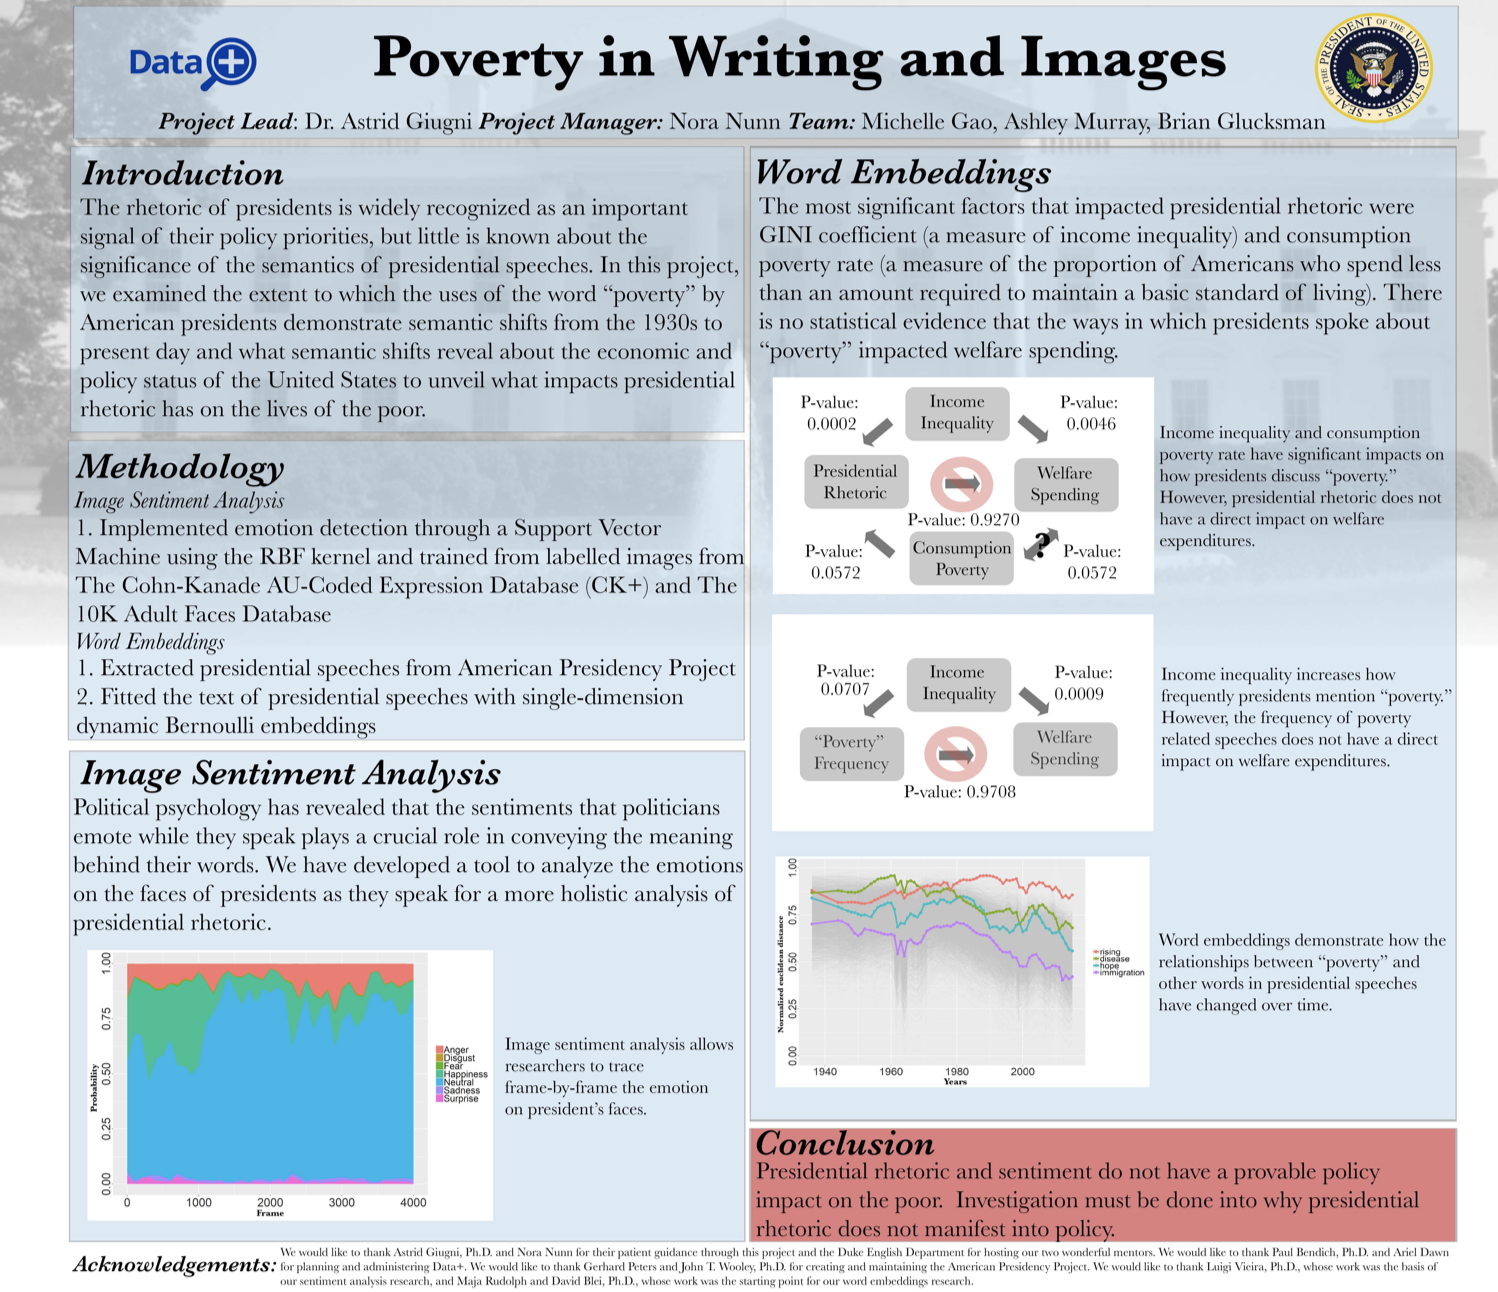 Data+
Poverty in Writing and Images
SEAL OF THE PRESIDENT OF THE UNITED STATES
Project Lead: Dr. Astrid Giugni Project Manager: Nora Nunn Team: Michelle Gao, Ashley Murray, Brian Glucksman
Introduction
The rhetoric of presidents is widely recognized as an important
signal of their policy priorities, but little is known about the
significance of the semantics of presidential speeches. In this project,
we examined the extent to which the uses of the word “poverty” by
American presidents demonstrate semantic shifts from the 1930s to
present day and what semantic shifts reveal about the economic and
policy status of the United States to unveil what impacts presidential
rhetoric has on the lives of the poor.
Methodology
Image Sentiment Analysis
1. Implemented emotion detection through a Support Vector
Machine using the RBF kernel and trained from labelled images from
The Cohn-Kanade AU-Coded Expression Database (CK+) and The
10K Adult Faces Database
Word Embeddings
1. Extracted presidential speeches from American Presidency Project
2. Fitted the text of presidential speeches with single-dimension
dynamic Bernoulli embeddings
Image Sentiment Analysis
Political psychology has revealed that the sentiments that politicians
emote while they speak plays a crucial role in conveying the meaning
behind their words. We have developed a tool to analyze the emotions
on the faces of presidents as they speak for a more holistic analysis of
presidential rhetoric.
1.00
0.75
0.50
0.25
0.00
Probability
0 1000 2000 3000 4000
Frame
Anger
Disgust
Fear
Happiness
Neutral
Sadness
Surprise
Image sentiment analysis allows
researchers to trace
frame-by-frame the emotion
on president’s faces.
Word Embeddings
The most significant factors that impacted presidential rhetoric were
GINI coefficient (a measure of income inequality) and consumption
poverty rate (a measure of the proportion of Americans who spend less
than an amount required to maintain a basic standard of living). There
is no statistical evidence that the ways in which presidents spoke about
“poverty” impacted welfare spending.
P-value:
0.0002
Income
Inequality
P-value:
0.0046
Presidential
Rhetoric
Welfare
Spending
P-value: 0.9270
P-value:
0.0572
Consumption
Poverty
?
P-value:
0.0572
Income inequality and consumption
poverty rate have significant impacts on
how presidents discuss “poverty.”
However, presidential rhetoric does not
have a direct impact on welfare
expenditures.
P-value:
0.0707
Income
Inequality
P-value:
0.0009
“Poverty”
Frequency
Welfare
Spending
P-value: 0.9708
Income inequality increases how
frequently presidents mention “poverty.”
However, the frequency of poverty
related speeches does not have a direct
impact on welfare expenditures.
1.00
0.75
0.50
0.25
0.00
Normalized euclidean distance
1940 1960 1980 2000
Years
rising
disease
hope
immigration
Word embeddings demonstrate how the
relationships between “poverty” and
other words in presidential speeches
have changed over time.
Conclusion
Presidential rhetoric and sentiment do not have a provable policy
impact on the poor. Investigation must be done into why presidential
rhetoric does not manifest into policy.
Acknowledgements:
We would like to thank Astrid Giugni, Ph.D. and Nora Nunn for their patient guidance through this project and the Duke English Department for hosting our two wonderful mentors. We would like to thank Paul Bendich, Ph.D. and Ariel Dawn
for planning and administering Data+. We would like to thank Gerhard Peters and John T. Wooley, Ph.D. for creating and maintaining the American Presidency Project. We would like to thank Luigi Vieira, Ph.D., whose work was the basis of
our sentiment analysis research, and Maja Rudolph and David Blei, Ph.D., whose work was the starting point for our word embeddings research.